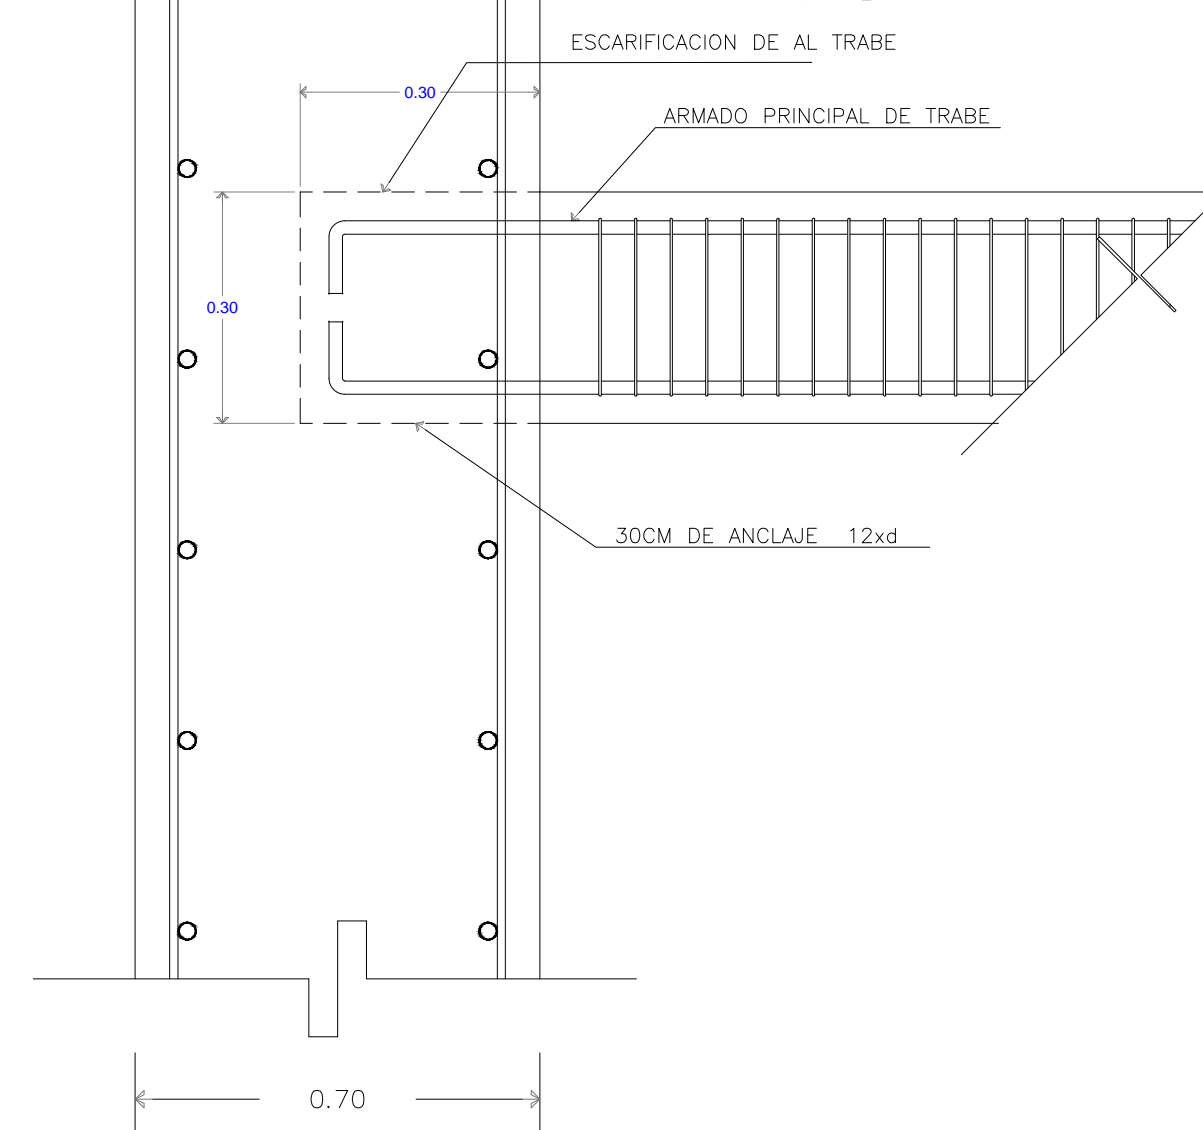 ESCARIFICACION DE AL TRABE
0.30
ARMADO PRINCIPAL DE TRABE
0.30
30CM DE ANCLAJE 12xd
0.70